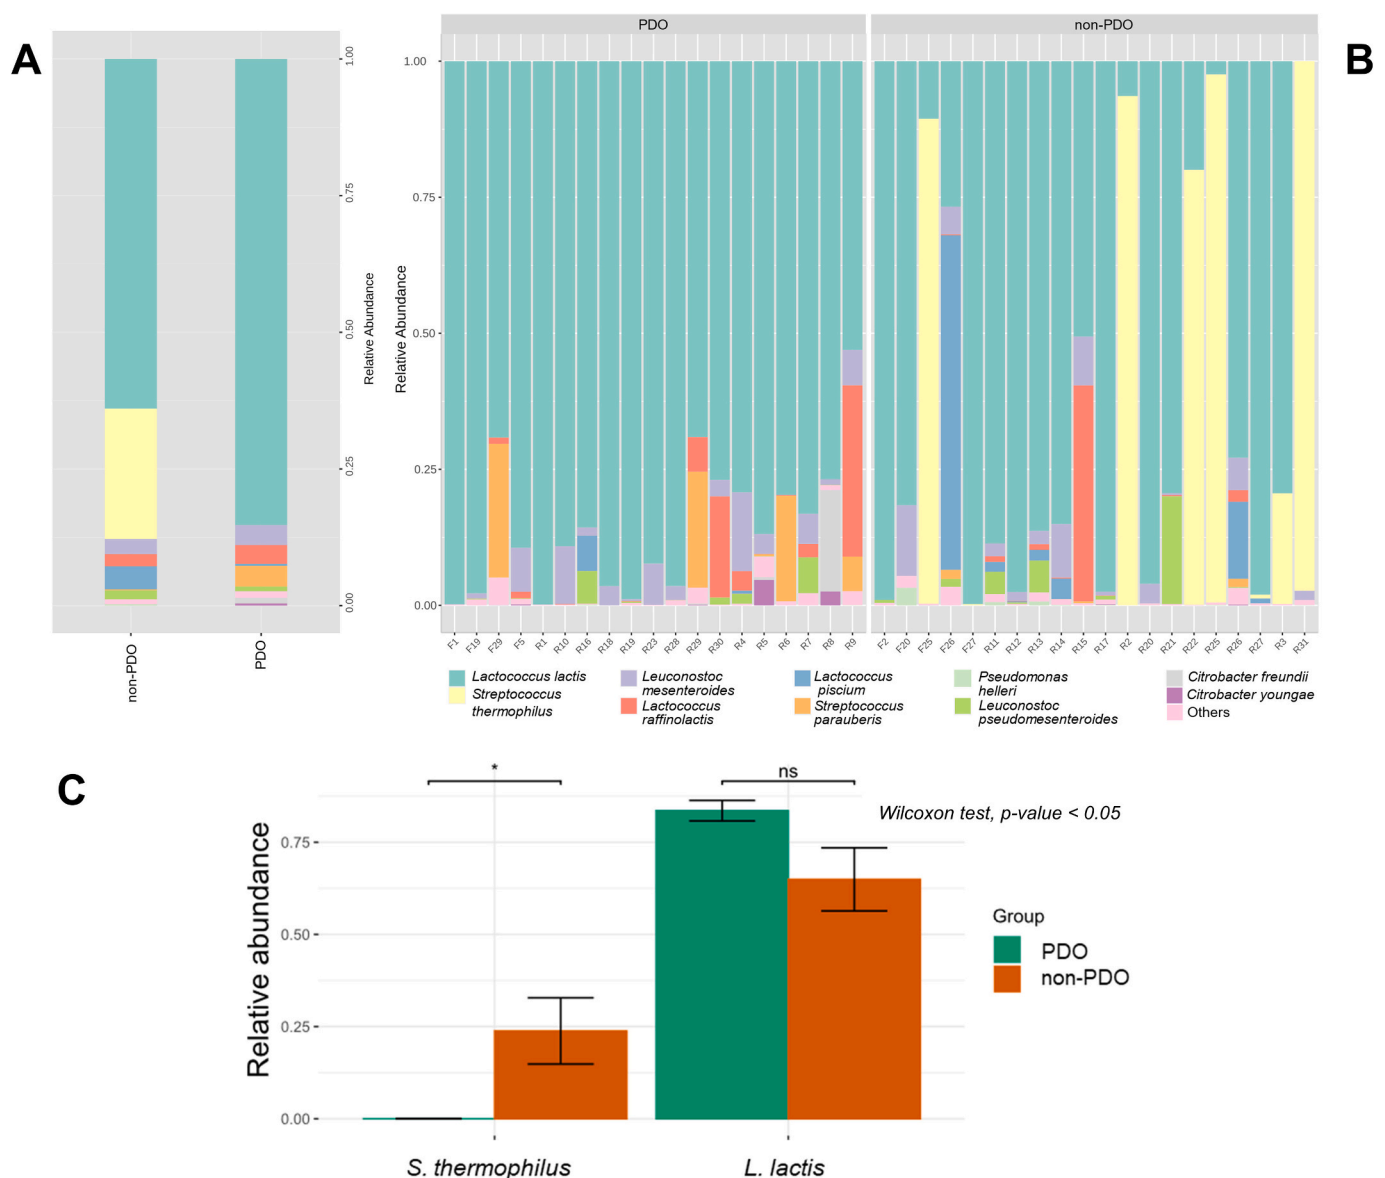 A
1.00
0.75
0.50
0.25
0.00
Relative Abundance
non-PDO
PDO
B
PDO
non-PDO
1.00
0.75
0.50
0.25
0.00
Relative Abundance
F1 F19 F29 F5 R1 R10 R16 R18 R19 R23 R28 R29 R30 R4 R5 R6 R7 R8 R9 F2 F20 F25 F26 F27 R11 R12 R13 R14 R15 R17 R2 R20 R21 R22 R25 R26 R27 R3 R31
Lactococcus lactis
Streptococcus
thermophilus
Leuconostoc
mesenteroides
Lactococcus
raffinolactis
Lactococcus
piscium
Streptococcus
parauberis
Pseudomonas
helleri
Leuconostoc
pseudomesenteroides
Citrobacter freundii
Citrobacter youngae
Others
C
*
ns
Wilcoxon test, p-value < 0.05
Relative abundance
0.75
0.50
0.25
0.00
S. thermophilus
L. lactis
Group
PDO
non-PDO